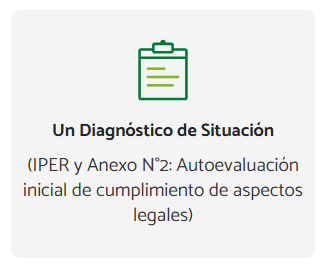 Un Diagnóstico de Situación
(IPER y Anexo N°2: Autoevaluación
inicial de cumplimiento de aspectos
legales)